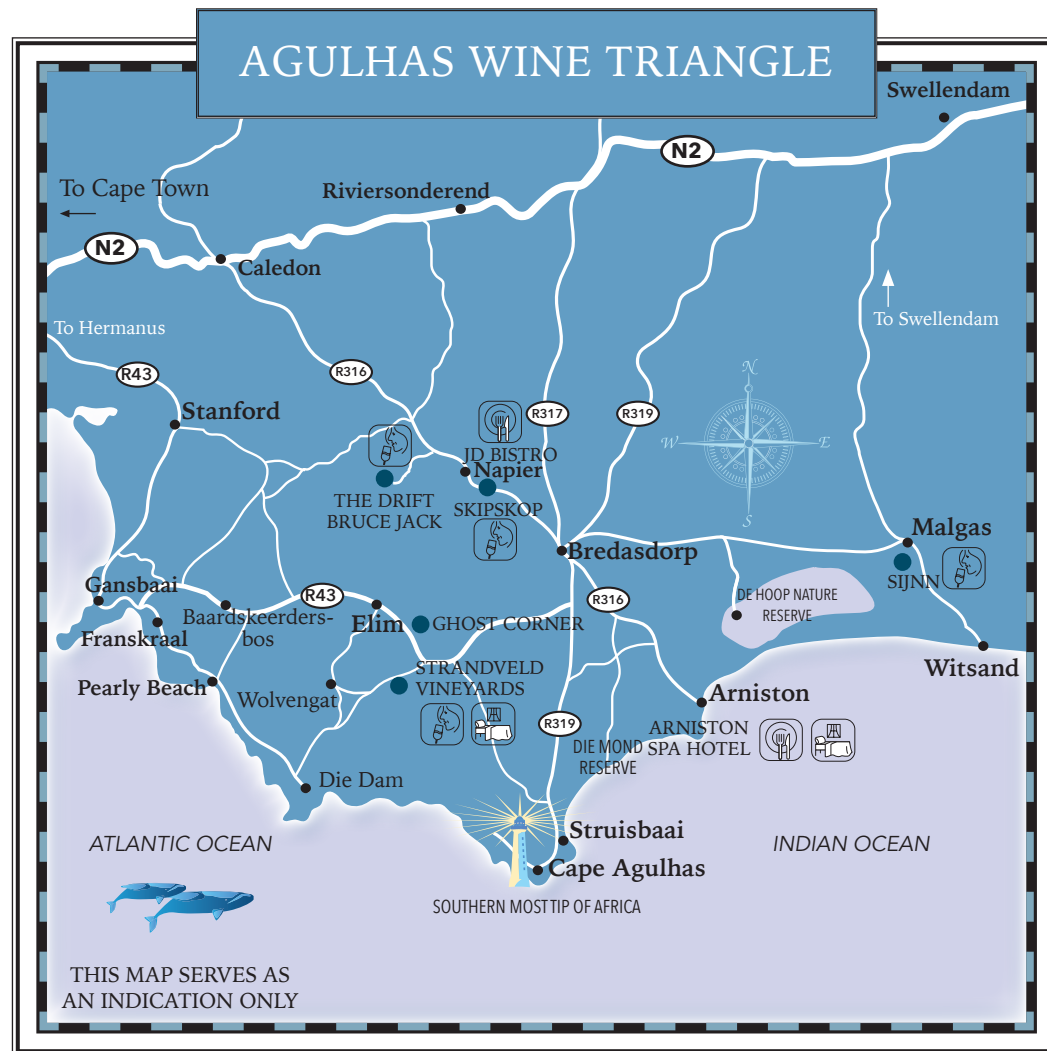 AGULHAS WINE TRIANGLE
Swellendam
N2
To Cape Town
Riviersonderend
N2
Caledon
To Hermanus
To Swellendam
R43
R316
N
Stanford
R317
R319
W
E
JD BISTRO
Napier
THE DRIFT
BRUCE JACK
SKIPSKOP
S
Malgas
Bredasdorp
SIJNN
Gansbaai
R43
R316
DE HOOP NATURE
RESERVE
Baardskeerders-
bos
Elim
GHOST CORNER
Franskraal
Witsand
STRANDVELD
VINEYARDS
Pearly Beach
Wolvengat
Arniston
R319
ARNISTON
SPA HOTEL
DIE MOND
RESERVE
Die Dam
Struisbaai
ATLANTIC OCEAN
INDIAN OCEAN
Cape Agulhas
SOUTHERN MOST TIP OF AFRICA
THIS MAP SERVES AS
AN INDICATION ONLY